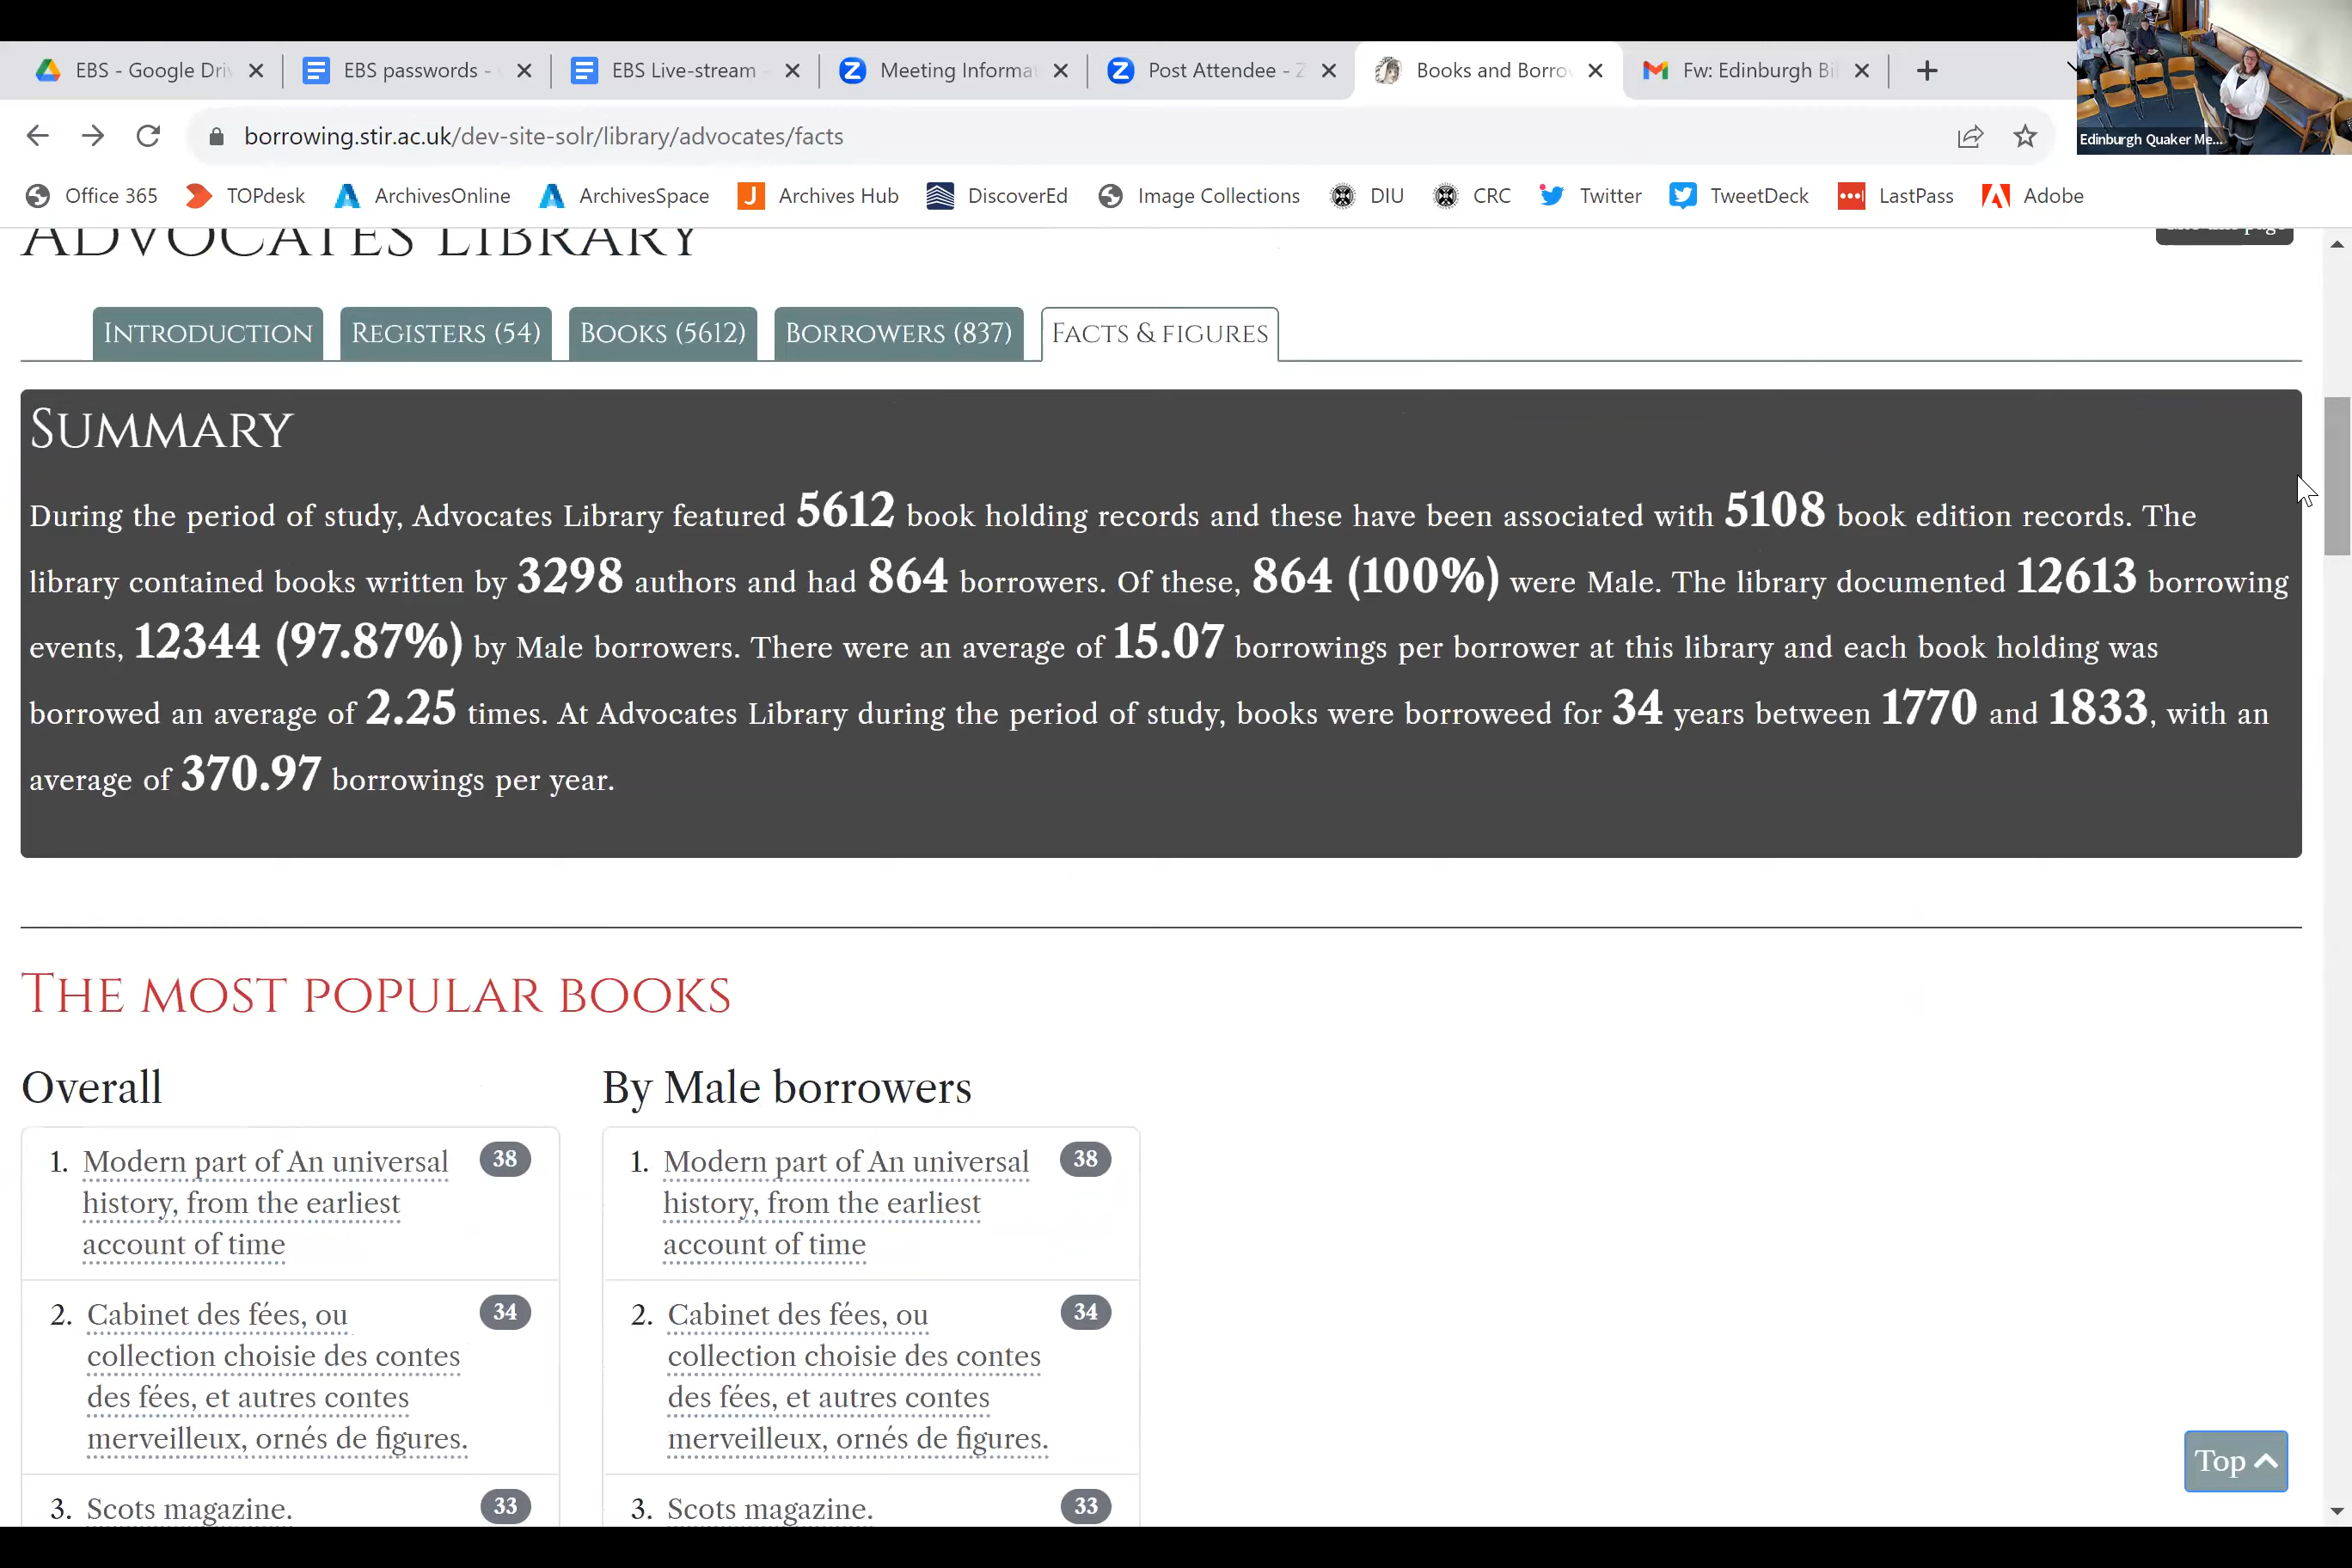 EBS - Google Driv
EBS passwords -
EBS Live-stream
Meeting Informa
Post Attendee - Z
Books and Borro
Fw: Edinburgh Bi
borrowing.stir.ac.uk/dev-site-solr/library/advocates/facts
Edinburgh Quaker Me...
Office 365 TOPdesk ArchivesOnline ArchivesSpace Archives Hub DiscoverEd Image Collections DIU CRC Twitter TweetDeck LastPass Adobe
ADVOCATES LIBRARY
INTRODUCTION REGISTERS (54) BOOKS (5612) BORROWERS (837) FACTS & FIGURES
SUMMARY
During the period of study, Advocates Library featured 5612 book holding records and these have been associated with 5108 book edition records. The
library contained books written by 3298 authors and had 864 borrowers. Of these, 864 (100%) were Male. The library documented 12613 borrowing
events, 12344 (97.87%) by Male borrowers. There were an average of 15.07 borrowings per borrower at this library and each book holding was
borrowed an average of 2.25 times. At Advocates Library during the period of study, books were borroweed for 34 years between 1770 and 1833, with an
average of 370.97 borrowings per year.
THE MOST POPULAR BOOKS
Overall
1. Modern part of An universal 38
history, from the earliest
account of time
2. Cabinet des fées, ou 34
collection choisie des contes
des fées, et autres contes
merveilleux, ornés de figures.
3. Scots magazine. 33
By Male borrowers
1. Modern part of An universal 38
history, from the earliest
account of time
2. Cabinet des fées, ou 34
collection choisie des contes
des fées, et autres contes
merveilleux, ornés de figures.
3. Scots magazine. 33
Top